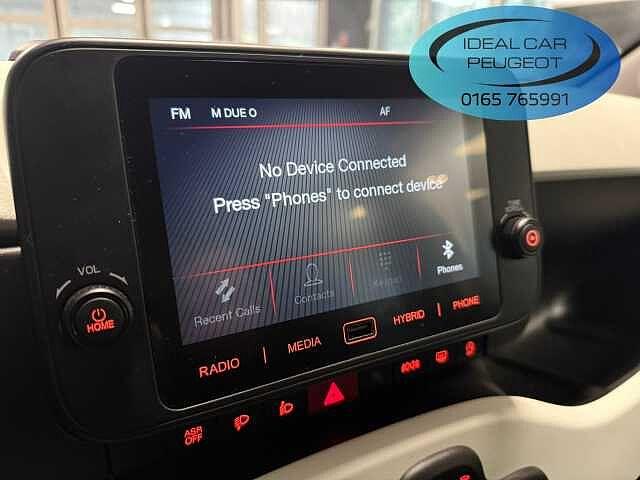 IDEAL CAR
PEUGEOT
0165 765991
FM M DUE O AF
No Device Connected
Press "Phones" to connect device
Recent Calls Contacts Keypad Phones
VOL
HOME
RADIO MEDIA HYBRID PHONE
ASR
OFF